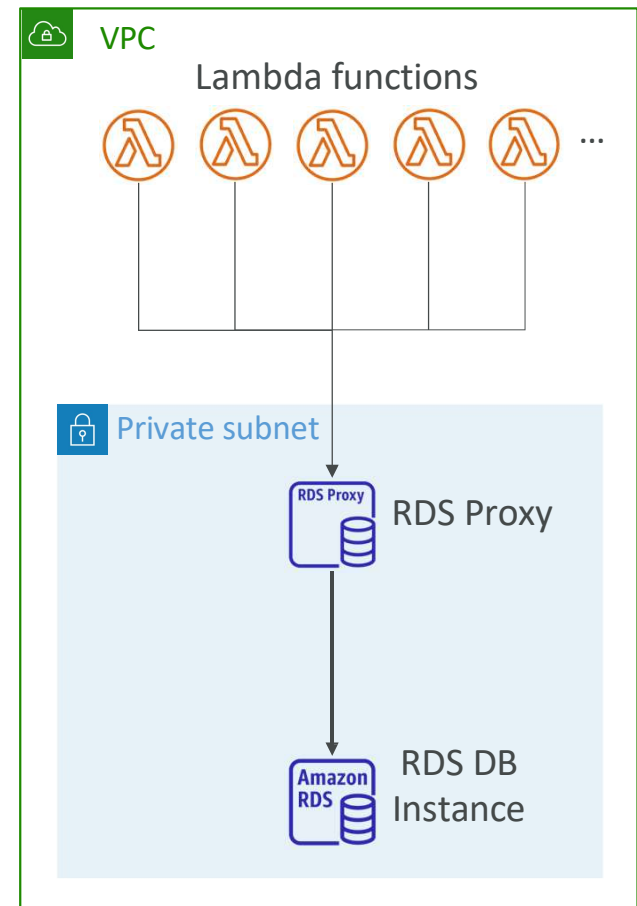 VPC
Lambda functions
...
Private subnet
RDS Proxy
RDS Proxy
Amazon
RDS
RDS DB
Instance